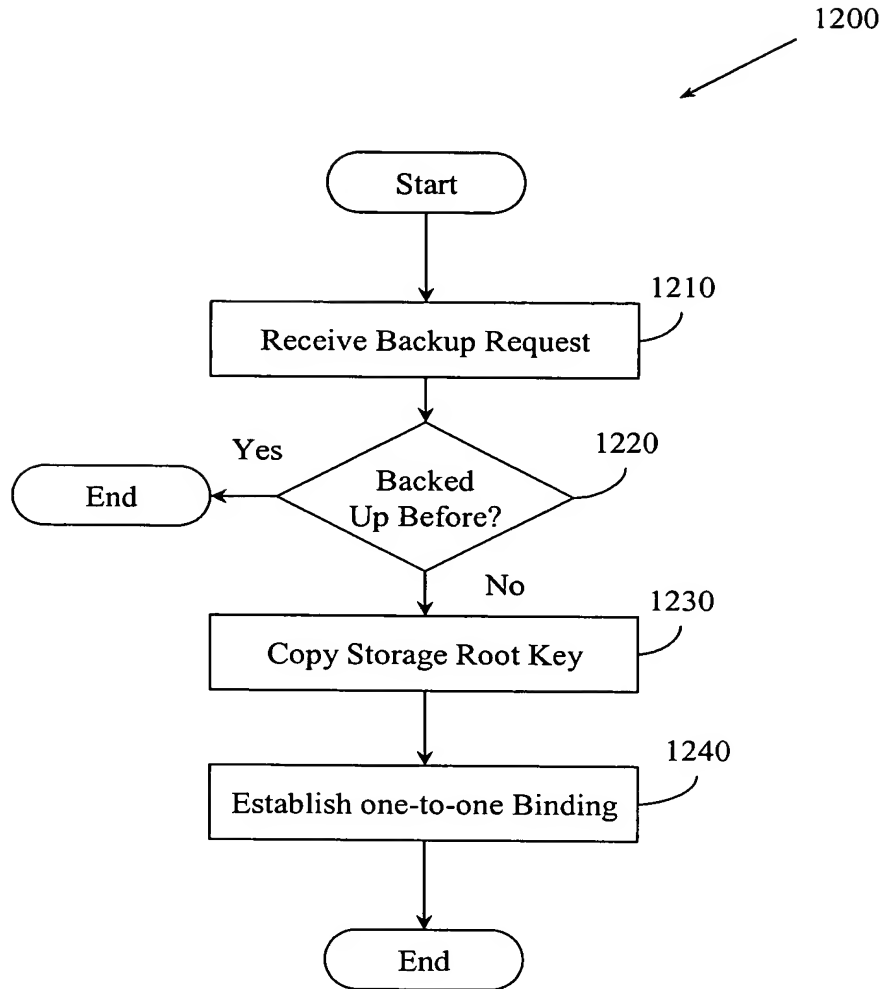 1200
Start
1210
Receive Backup Request
Yes
1220
End
Backed
Up Before?
No
1230
Copy Storage Root Key
1240
Establish one-to-one Binding
End